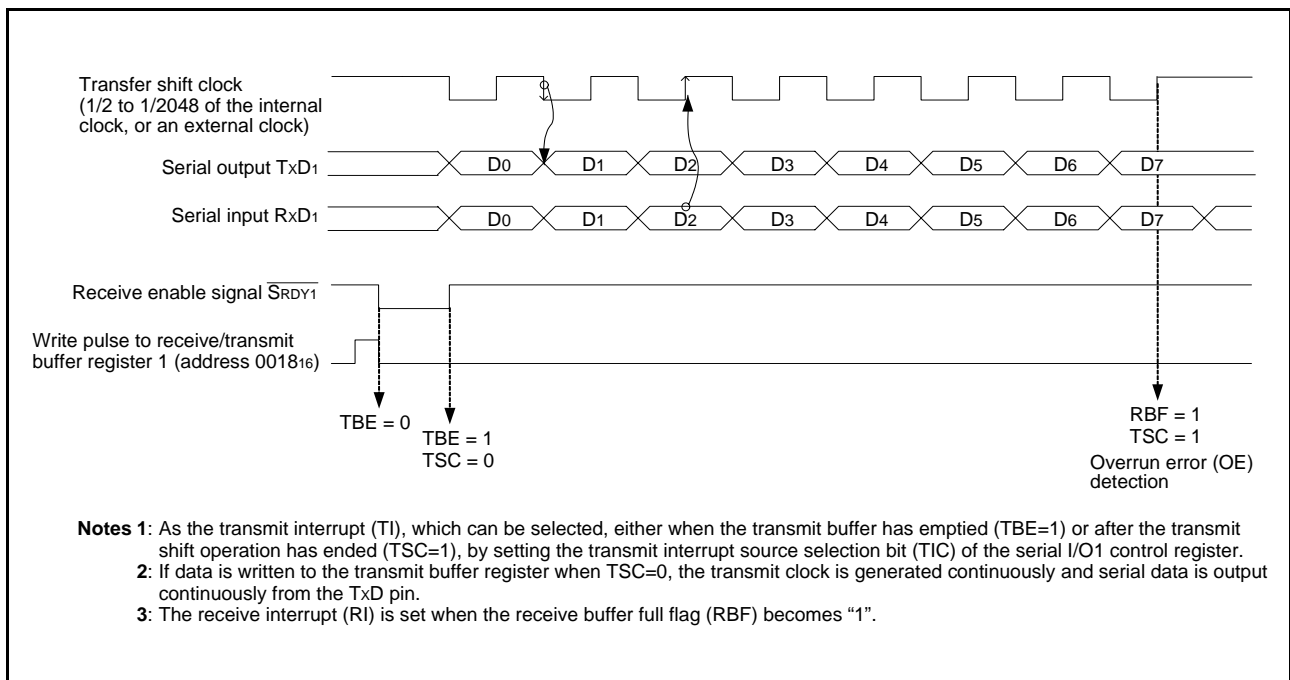 Transfer shift clock
(1/2 to 1/2048 of the internal
clock, or an external clock)
Serial output TxD1
D0 D1 D2 D3 D4 D5 D6 D7
Serial input RxD1
D0 D1 D2 D3 D4 D5 D6 D7
Receive enable signal SRDY1
Write pulse to receive/transmit
buffer register 1 (address 001816)
TBE = 0
TBE = 1
TSC = 0
RBF = 1
TSC = 1
Overrun error (OE)
detection
Notes 1: As the transmit interrupt (TI), which can be selected, either when the transmit buffer has emptied (TBE=1) or after the transmit
shift operation has ended (TSC=1), by setting the transmit interrupt source selection bit (TIC) of the serial I/O1 control register.
2: If data is written to the transmit buffer register when TSC=0, the transmit clock is generated continuously and serial data is output
continuously from the TxD pin.
3: The receive interrupt (RI) is set when the receive buffer full flag (RBF) becomes “1”.